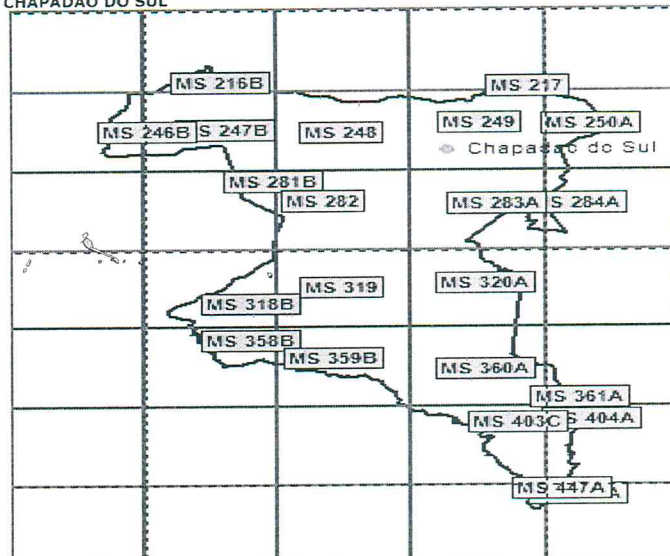 CHAPADÃO DO SUL
MS 216B
MS 217
MS 246B
S 247B
MS 248
MS 249
MS 250A
Chapadão do Sul
MS 281B
MS 282
MS 283A
S 284A
MS 319
MS 320A
MS 318B
MS 358B
MS 359B
MS 360A
MS 361A
MS 403C
S 404A
MS 447A